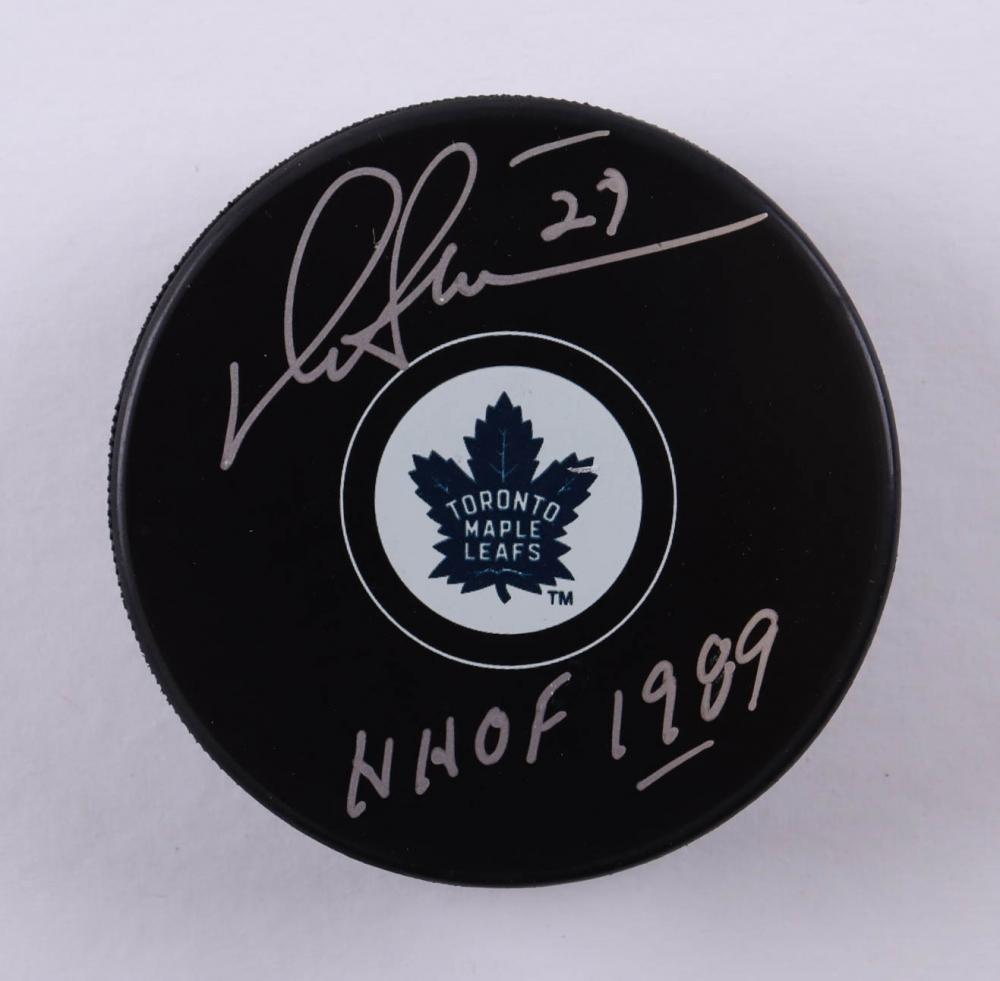 27
TORONTO
MAPLE
LEAFS
TM
HHOF 1989